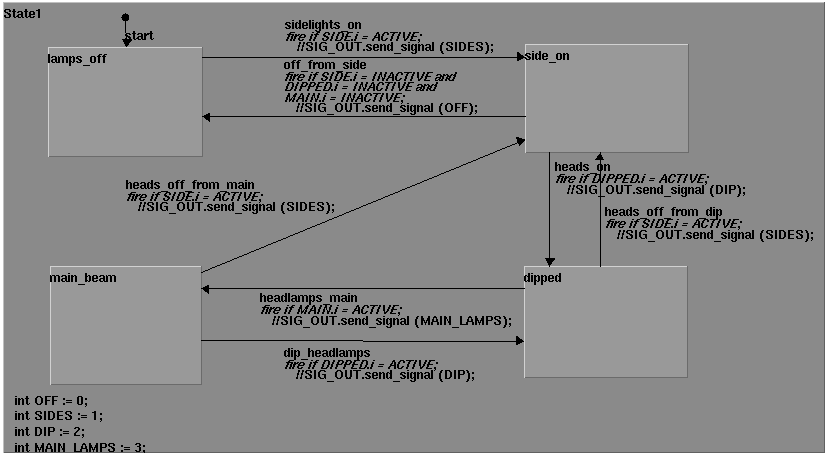 State1
start
lamps_off
sidelights_on
fire if SIDE.i = ACTIVE;
//SIG_OUT.send_signal (SIDES);
off_from_side
fire if SIDE.i = INACTIVE and
DIPPED.i = INACTIVE and
MAIN.i = INACTIVE;
//SIG_OUT.send_signal (OFF);
side_on
heads_off_from_main
fire if SIDE.i = ACTIVE;
//SIG_OUT.send_signal (SIDES);
heads_on
fire if DIPPED.i = ACTIVE;
//SIG_OUT.send_signal (DIP);
heads_off_from_dip
fire if SIDE.i = ACTIVE;
//SIG_OUT.send_signal (SIDES);
main_beam
dipped
headlamps_main
fire if MAIN.i = ACTIVE;
//SIG_OUT.send_signal (MAIN_LAMPS);
dip_headlamps
fire if DIPPED.i = ACTIVE;
//SIG_OUT.send_signal (DIP);
int OFF := 0;
int SIDES := 1;
int DIP := 2;
int MAIN_LAMPS := 3;